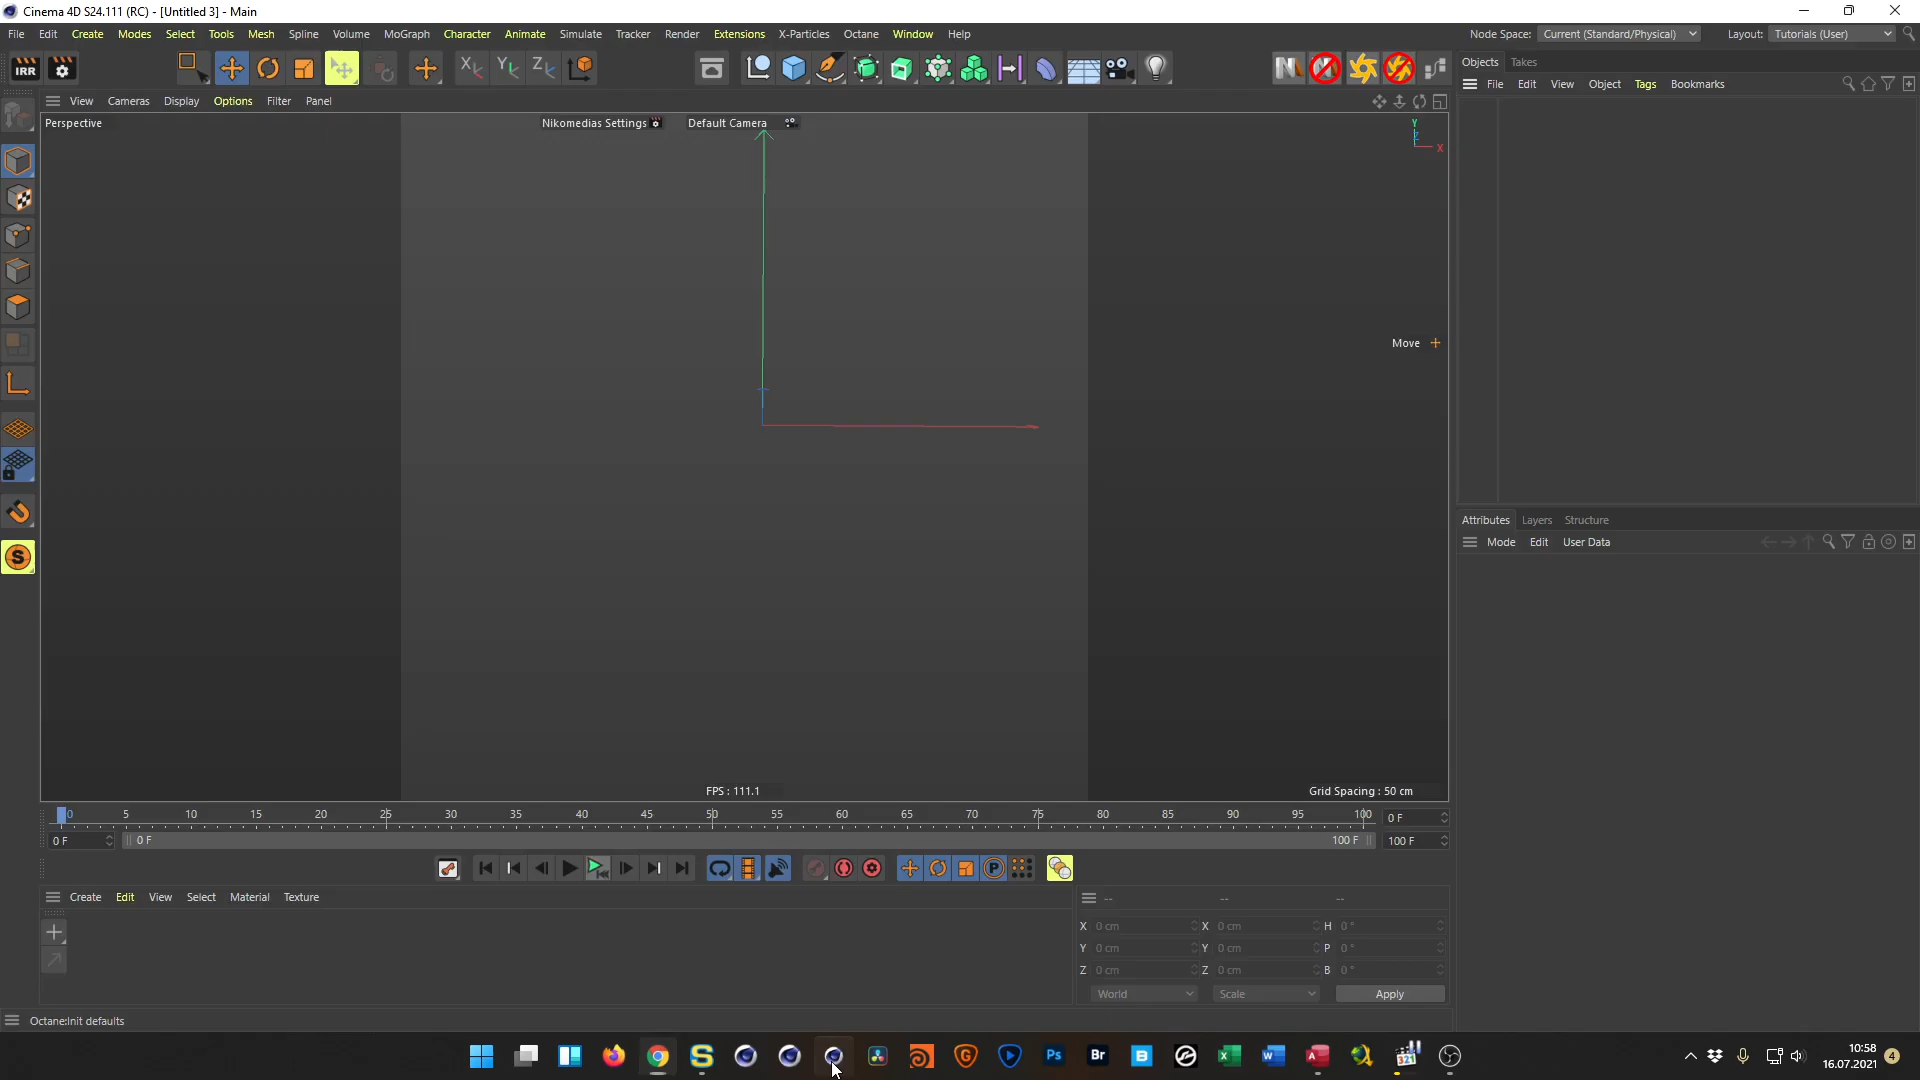 Cinema 4D S24.111 (RC) - [Untitled 3] - Main
File Edit Create Modes Select Tools Mesh Spline Volume MoGraph Character Animate Simulate Tracker Render Extensions X-Particles Octane Window Help
Node Space: Current (Standard/Physical) Layout: Tutorials (User)
IRR
Objects Takes
File Edit View Object Tags Bookmarks
View Cameras Display Options Filter Panel
Perspective
Nikomedias Settings Default Camera
Y
Z
X
Move
FPS : 111.1
Grid Spacing : 50 cm
Attributes Layers Structure
Mode Edit User Data
0 5 10 15 20 25 30 35 40 45 50 55 60 65 70 75 80 85 90 95 100 0 F
0 F 0 F 100 F 100 F
Create Edit View Select Material Texture
-- -- --
X 0 cm X 0 cm H 0 °
Y 0 cm Y 0 cm P 0 °
Z 0 cm Z 0 cm B 0 °
World Scale Apply
Octane:Init defaults
Ps Br B
321
10:58
16.07.2021
4